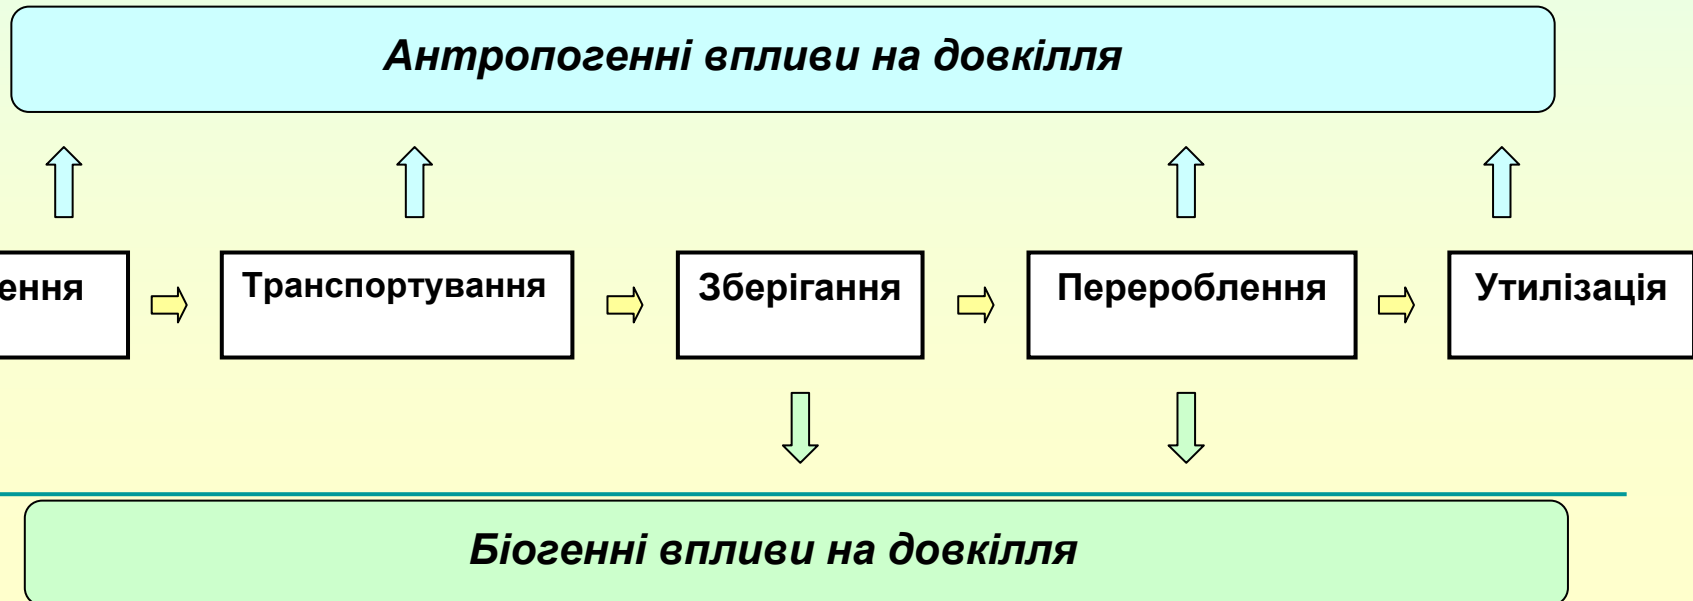 Антропогенні впливи на довкілля
ення Транспортування Зберігання Перероблення Утилізація
Біогенні впливи на довкілля